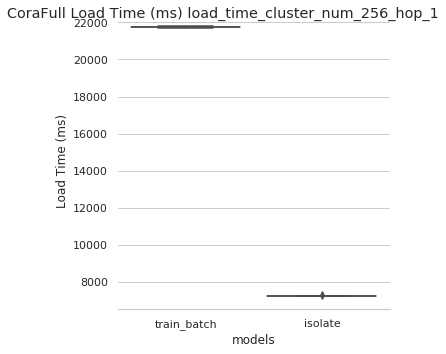 CoraFull Load Time (ms) load_time_cluster_num_256_hop_1
22000
20000
18000
16000
14000
12000
10000
8000
Load Time (ms)
train_batch
isolate
models